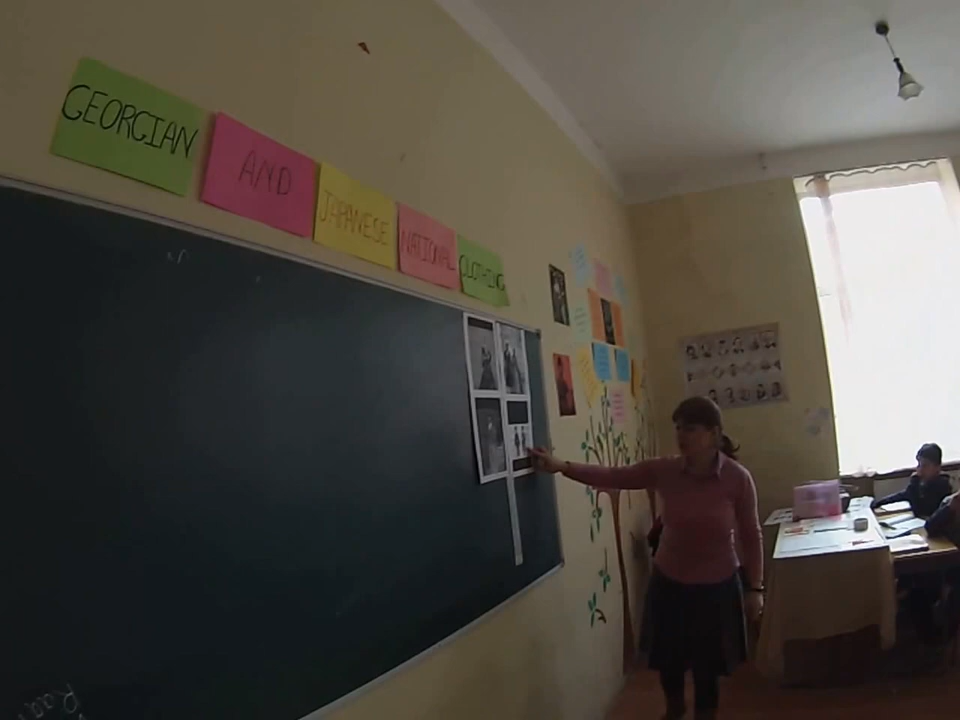 GEORGIAN
AND
JAPANESE
NATIONAL
CLOTHING